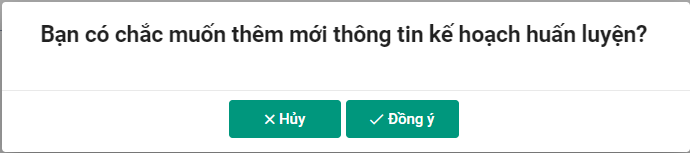 Bạn có chắc muốn thêm mới thông tin kế hoạch huấn luyện?
Hủy
Đồng ý